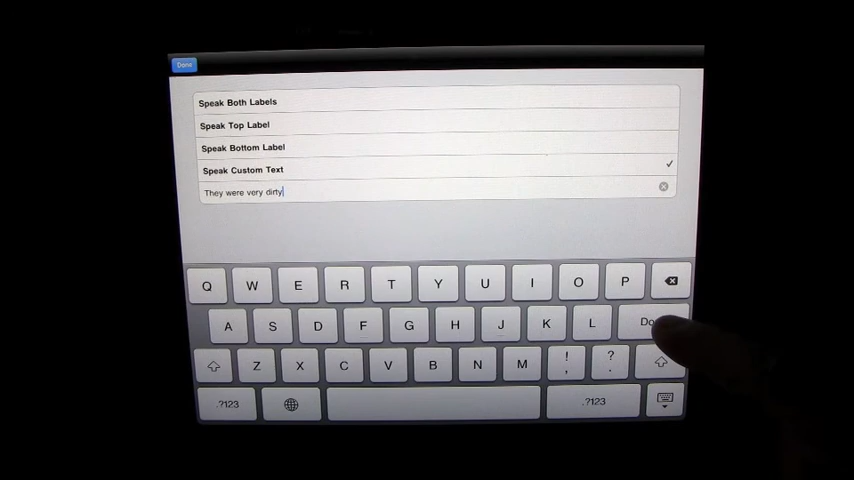 Done
Speak Both Labels
Speak Top Label
Speak Bottom Label
Speak Custom Text
They were very dirty
Q W E R T Y U I O P
A S D F G H J K L
Z X C V B N M ! , ? .
.?123 .?123